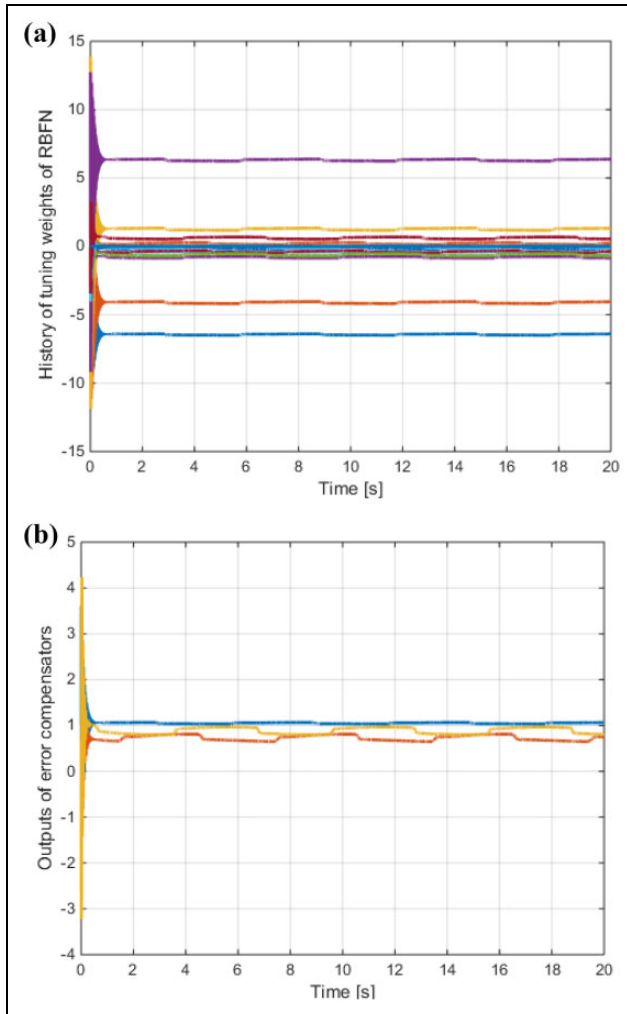 (a)
History of tuning weights of RBFN
15
10
5
0
-5
-10
-15
0 2 4 6 8 10 12 14 16 18 20
Time [s]
(b)
Outputs of error compensators
5
4
3
2
1
0
-1
-2
-3
-4
0 2 4 6 8 10 12 14 16 18 20
Time [s]